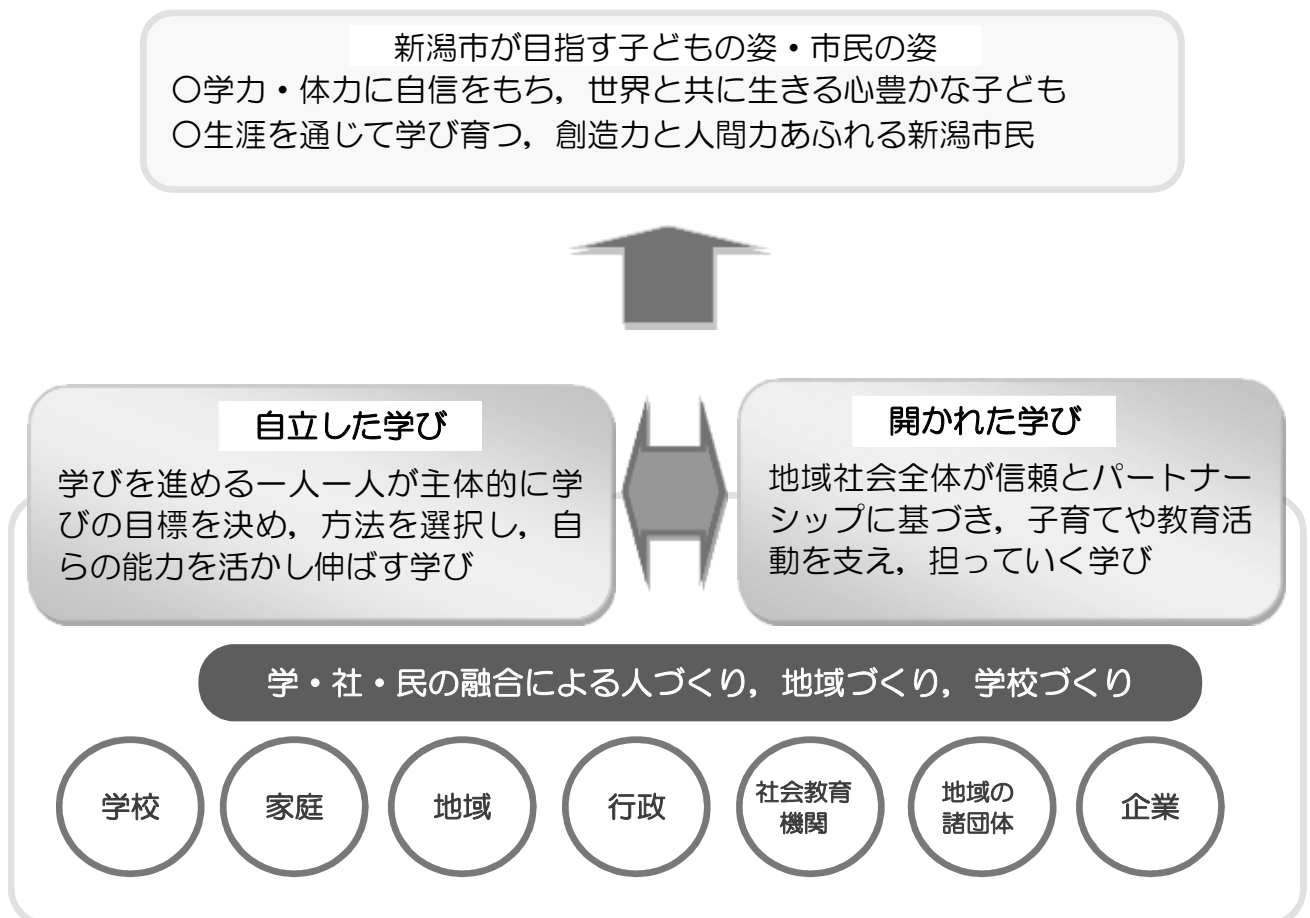 新潟市が目指す子どもの姿・市民の姿
○学力・体力に自信をもち，世界と共に生きる心豊かな子ども
○生涯を通じて学び育つ，創造力と人間力あふれる新潟市民
自立した学び
学びを進める一人一人が主体的に学
びの目標を決め，方法を選択し，自
らの能力を活かし伸ばす学び
開かれた学び
地域社会全体が信頼とパートナー
シップに基づき，子育てや教育活
動を支え，担っていく学び
学・社・民の融合による人づくり，地域づくり，学校づくり
学校
家庭
地域
行政
社会教育
機関
地域の
諸団体
企業